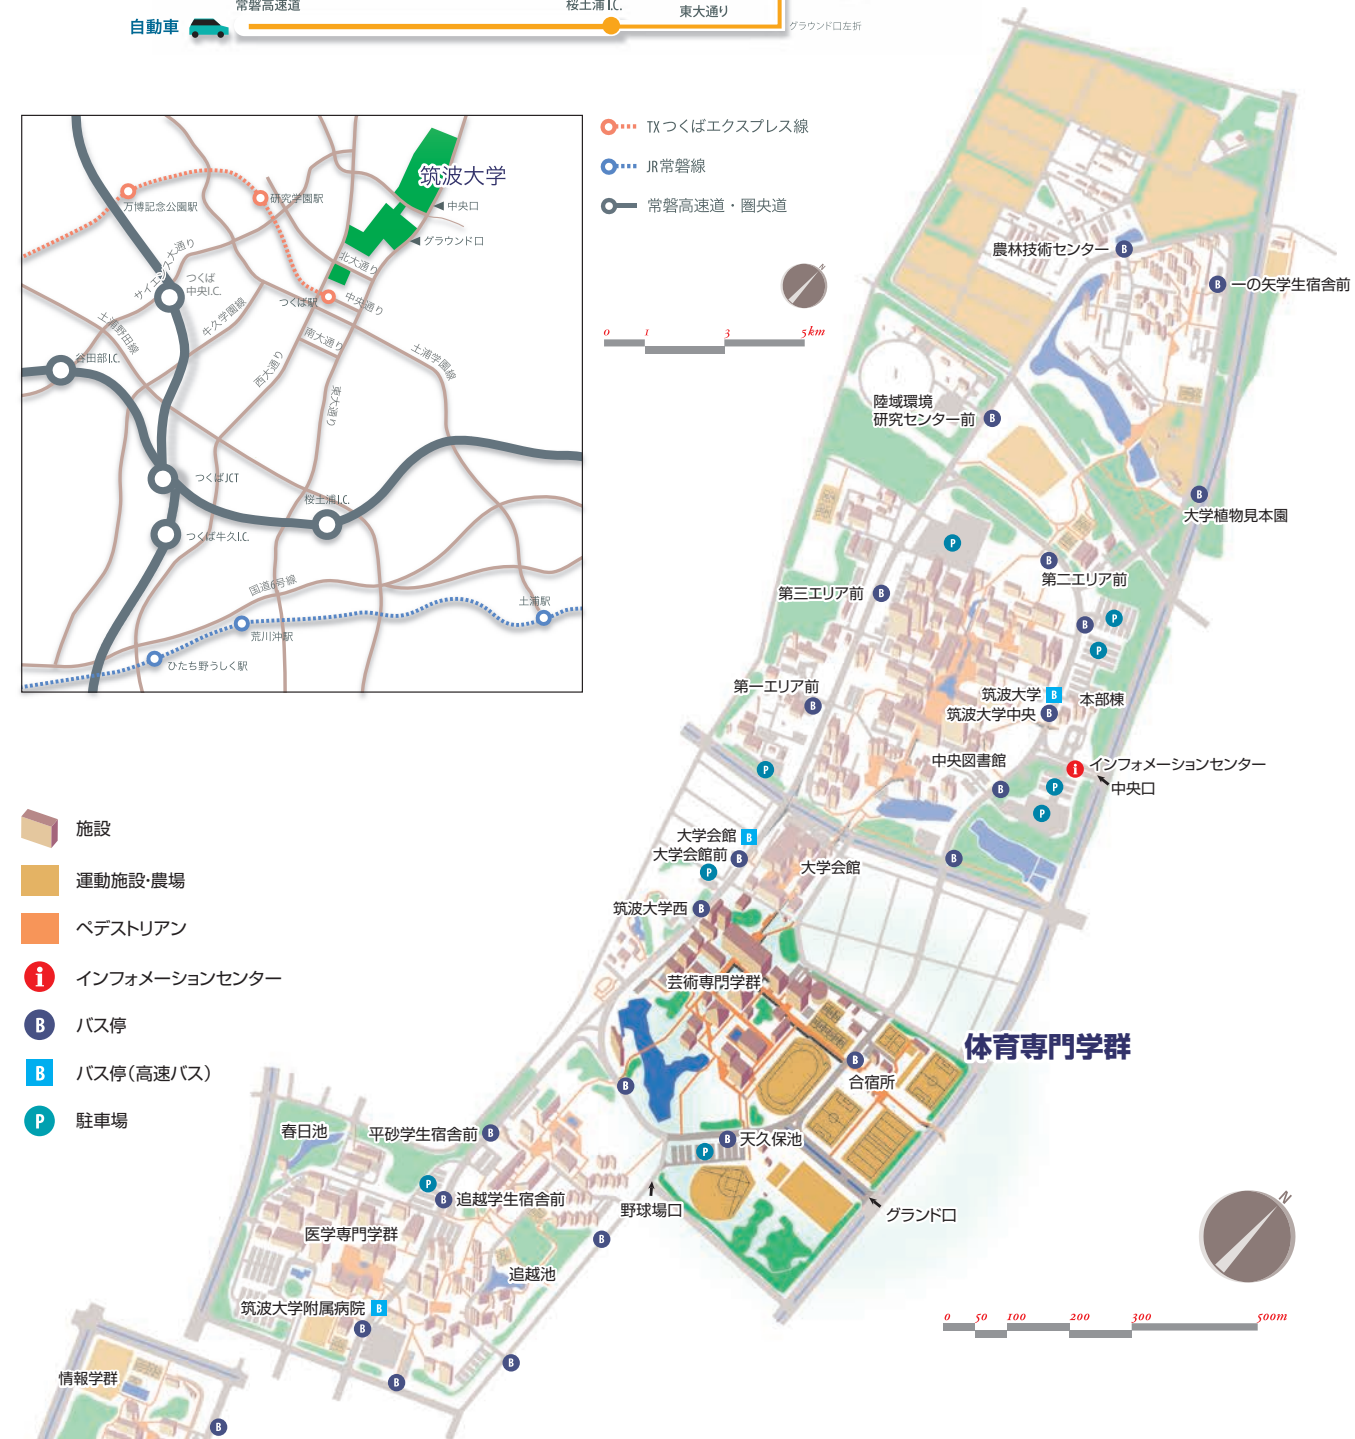 常磐高速道
桜土浦I.C.
東大通り
自動車
グラウンド口左折
筑波大学
中央口
グラウンド口
北大通り
万博記念公園駅
研究学園駅
サイエンス大通り
つくば
中央I.C.
つくば駅
中央通り
土浦野田線
牛久学園線
南大通り
土浦学園線
谷田部I.C.
西大通り
東大通り
つくばJCT
桜土浦I.C.
つくば牛久I.C.
国道6号線
土浦駅
荒川沖駅
ひたち野うしく駅
TXつくばエクスプレス線
JR常磐線
常磐高速道・圏央道
N
0 1 3 5km
農林技術センター
B
B 一の矢学生宿舎前
陸域環境
研究センター前 B
B
大学植物見本園
P
B
第二エリア前
第三エリア前 B
B P
P
第一エリア前
B
筑波大学 B
本部棟
筑波大学中央 B
中央図書館
i インフォメーションセンター
P
中央口
B
P
P
大学会館 B
大学会館前 B
P
大学会館
B
筑波大学西 B
芸術専門学群
体育専門学群
B
合宿所
B
B 天久保池
P
野球場口
グランド口
施設
運動施設・農場
ペデストリアン
i インフォメーションセンター
B バス停
B バス停(高速バス)
P 駐車場
春日池
平砂学生宿舎前 B
P
B 追越学生宿舎前
医学専門学群
B
追越池
筑波大学附属病院 B
B
B
B
情報学群
B
N
0 50 100 200 300 500m